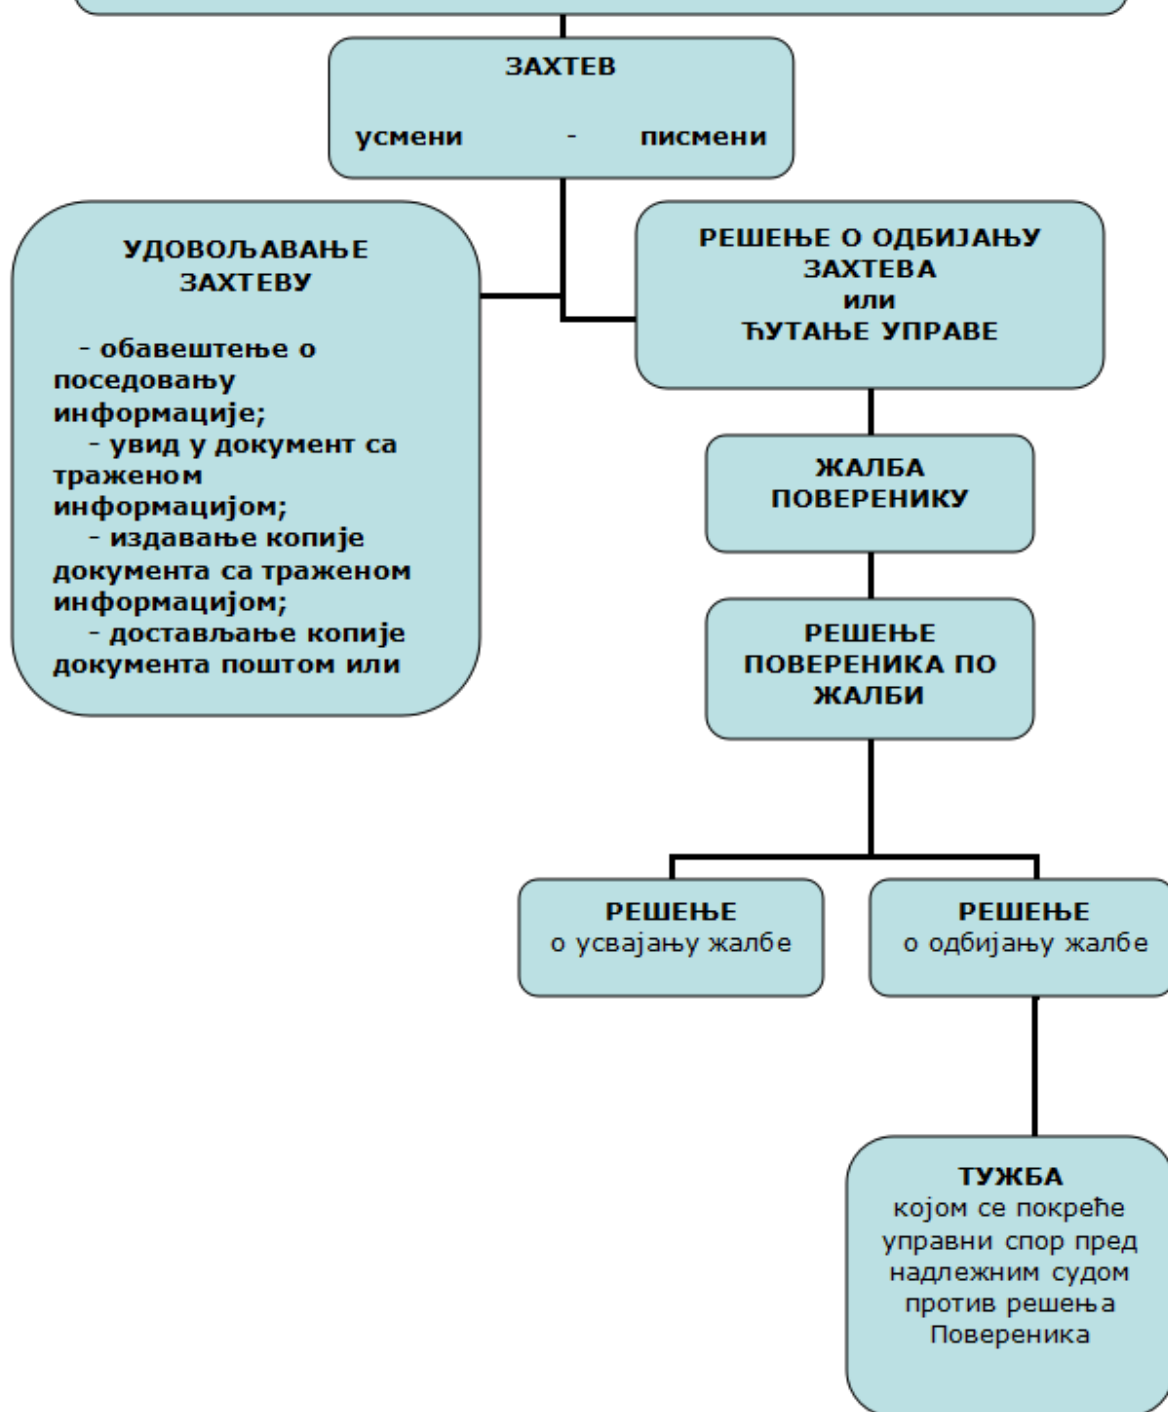 ЗАХТЕВ
усмени - писмени
УДОВОЉАВАЊЕ
ЗАХТЕВУ
- обавештење о
поседовању
информације;
- увид у документ са
траженом
информацијом;
- издавање копије
документа са траженом
информацијом;
- достављање копије
документа поштом или
РЕШЕЊЕ О ОДБИЈАЊУ
ЗАХТЕВА
или
ЋУТАЊЕ УПРАВЕ
ЖАЛБА
ПОВЕРЕНИКУ
РЕШЕЊЕ
ПОВЕРЕНИКА ПО
ЖАЛБИ
РЕШЕЊЕ
о усвајању жалбе
РЕШЕЊЕ
о одбијању жалбе
ТУЖБА
којом се покреће
управни спор пред
надлежним судом
против решења
Повереника